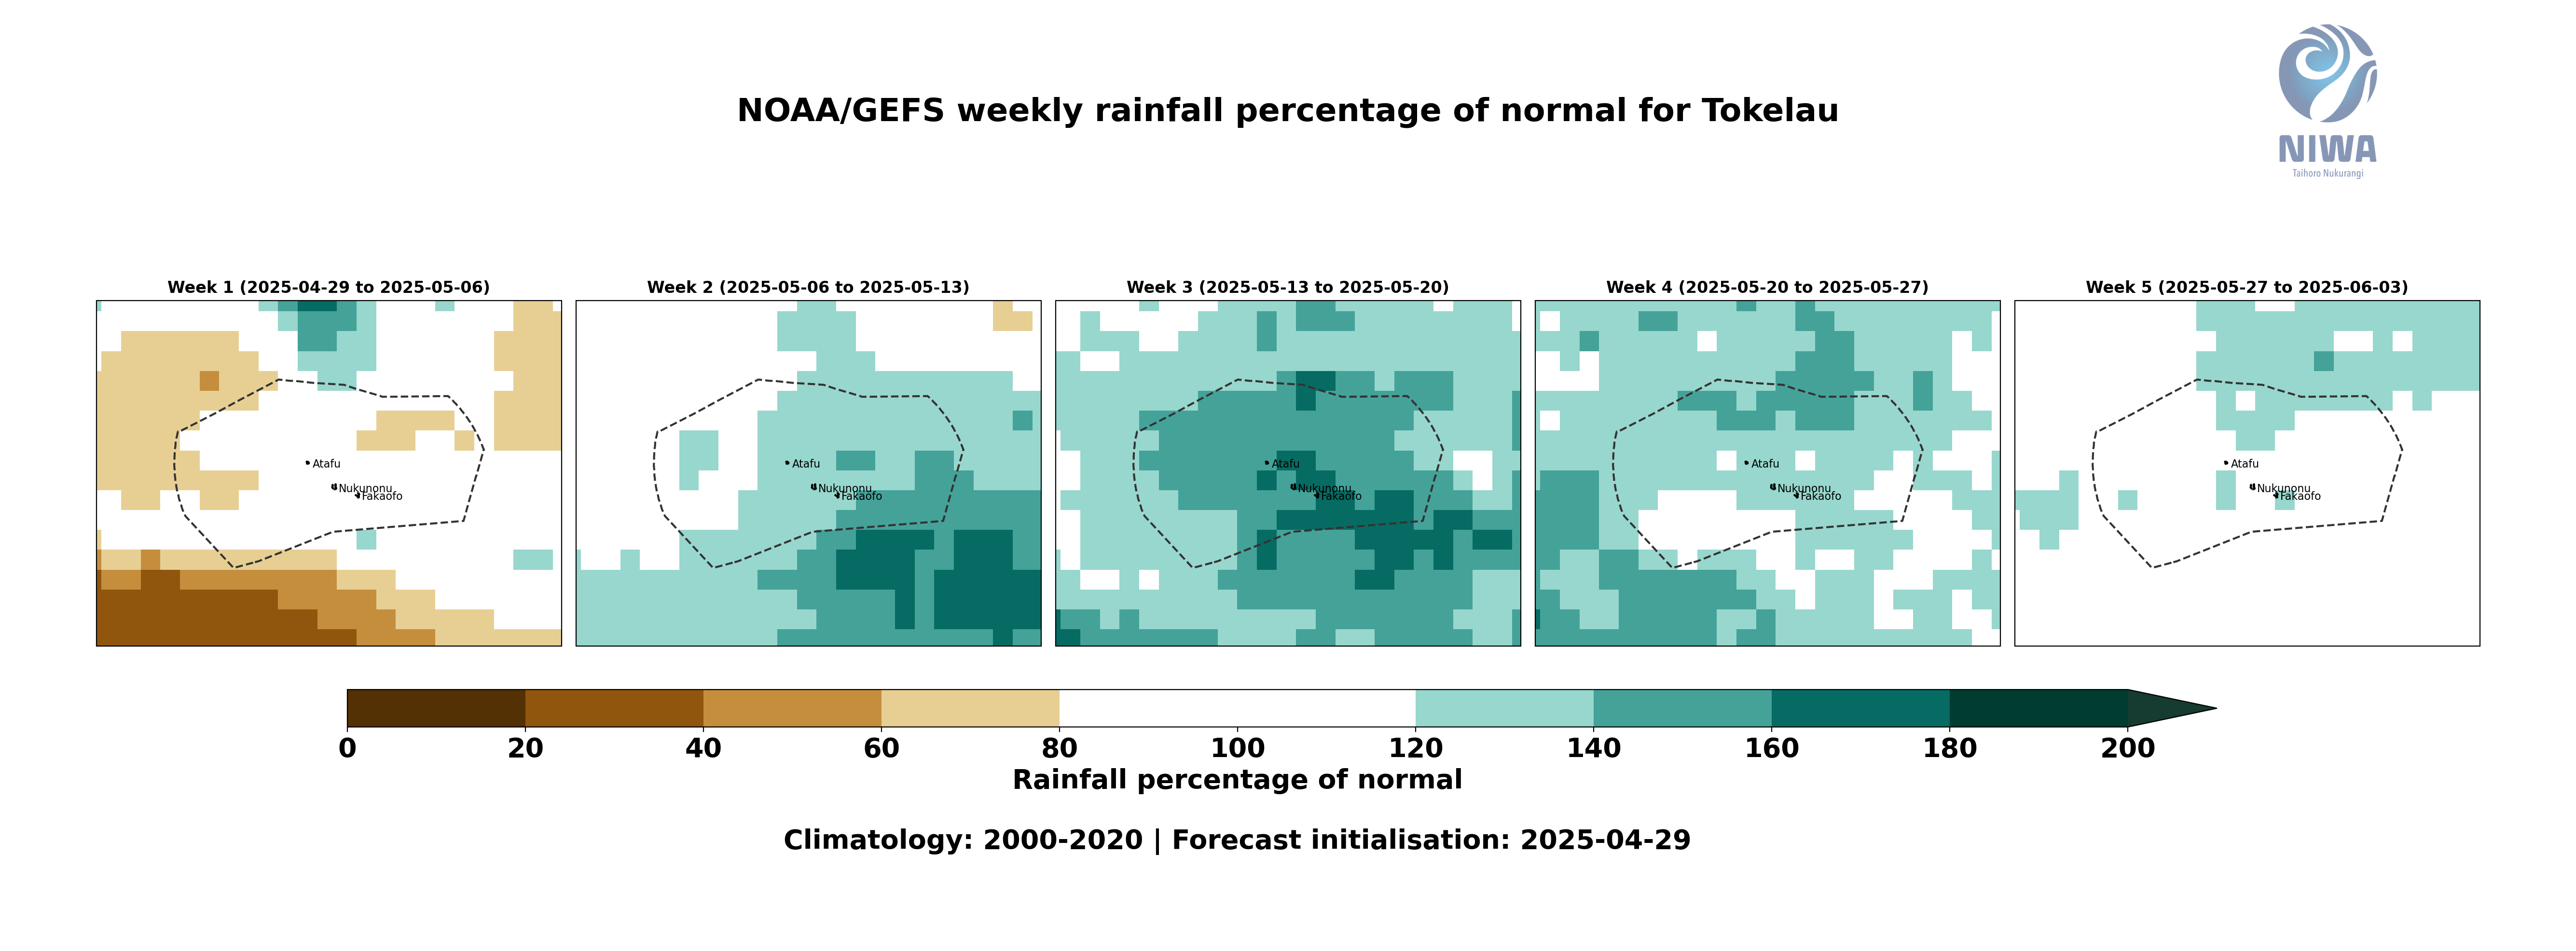 NOAA/GEFS weekly rainfall percentage of normal for Tokelau
NIWA
Taihoro Nukurangi
Week 1 (2025-04-29 to 2025-05-06)
Week 2 (2025-05-06 to 2025-05-13)
Week 3 (2025-05-13 to 2025-05-20)
Week 4 (2025-05-20 to 2025-05-27)
Week 5 (2025-05-27 to 2025-06-03)
Atafu
Nukunonu
Fakaofo
Atafu
Nukunonu
Fakaofo
Atafu
Nukunonu
Fakaofo
Atafu
Nukunonu
Fakaofo
Atafu
Nukunonu
Fakaofo
0 20 40 60 80 100 120 140 160 180 200
Rainfall percentage of normal
Climatology: 2000-2020 | Forecast initialisation: 2025-04-29